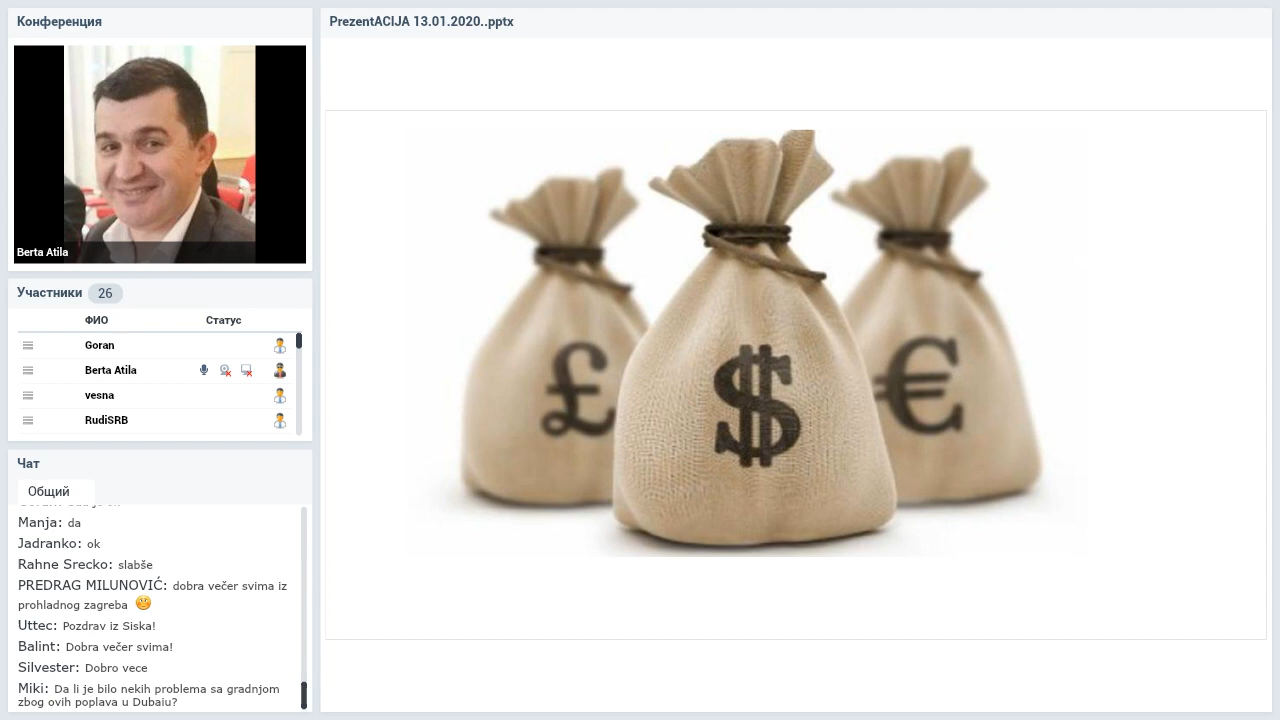 Конференция
Berta Atila
Участники 26
ФИО Статус
Goran
Berta Atila
vesna
RudiSRB
Чат
Общий
Manja: da
Jadranko: ok
Rahne Srecko: slabše
PREDRAG MILUNOVIĆ: dobra večer svima iz
prohladnog zagreba
Uttec: Pozdrav iz Siska!
Balint: Dobra večer svima!
Silvester: Dobro vece
Miki: Da li je bilo nekih problema sa gradnjom
zbog ovih poplava u Dubaiu?
PrezentACIJA 13.01.2020..pptx
£
$
€